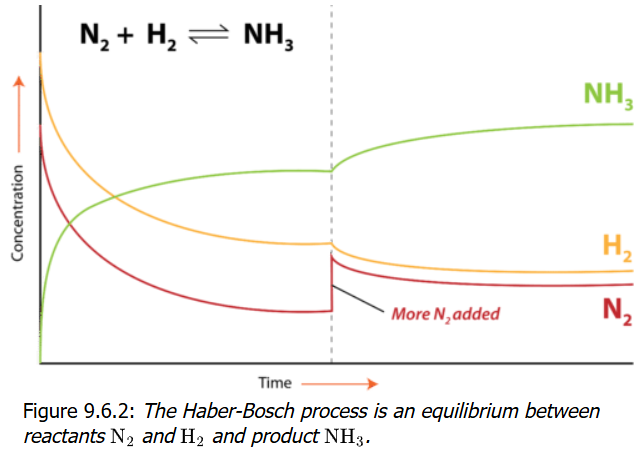 N₂ + H₂ ⇌ NH₃
NH₃
Concentration
H₂
More N₂ added
N₂
Time
Figure 9.6.2: The Haber-Bosch process is an equilibrium between
reactants N₂ and H₂ and product NH₃.